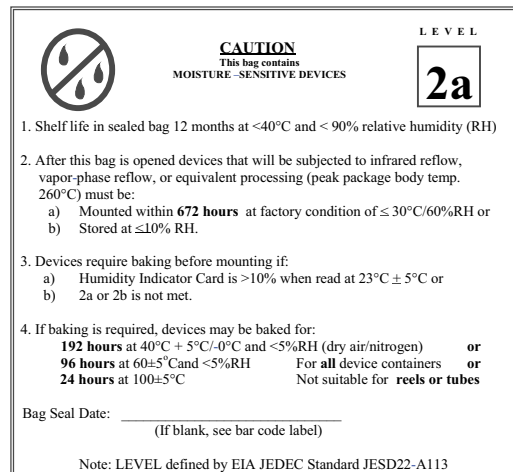 LEVEL
CAUTION
This bag contains
MOISTURE –SENSITIVE DEVICES
2a
1. Shelf life in sealed bag 12 months at <40°C and < 90% relative humidity (RH)
2. After this bag is opened devices that will be subjected to infrared reflow,
vapor-phase reflow, or equivalent processing (peak package body temp.
260°C) must be:
a) Mounted within 672 hours at factory condition of ≤ 30°C/60%RH or
b) Stored at ≤10% RH.
3. Devices require baking before mounting if:
a) Humidity Indicator Card is >10% when read at 23°C ± 5°C or
b) 2a or 2b is not met.
4. If baking is required, devices may be baked for:
192 hours at 40°C + 5°C/-0°C and <5%RH (dry air/nitrogen) or
96 hours at 60±5°Cand <5%RH For all device containers or
24 hours at 100±5°C Not suitable for reels or tubes
Bag Seal Date: ______________________________
(If blank, see bar code label)
Note: LEVEL defined by EIA JEDEC Standard JESD22-A113